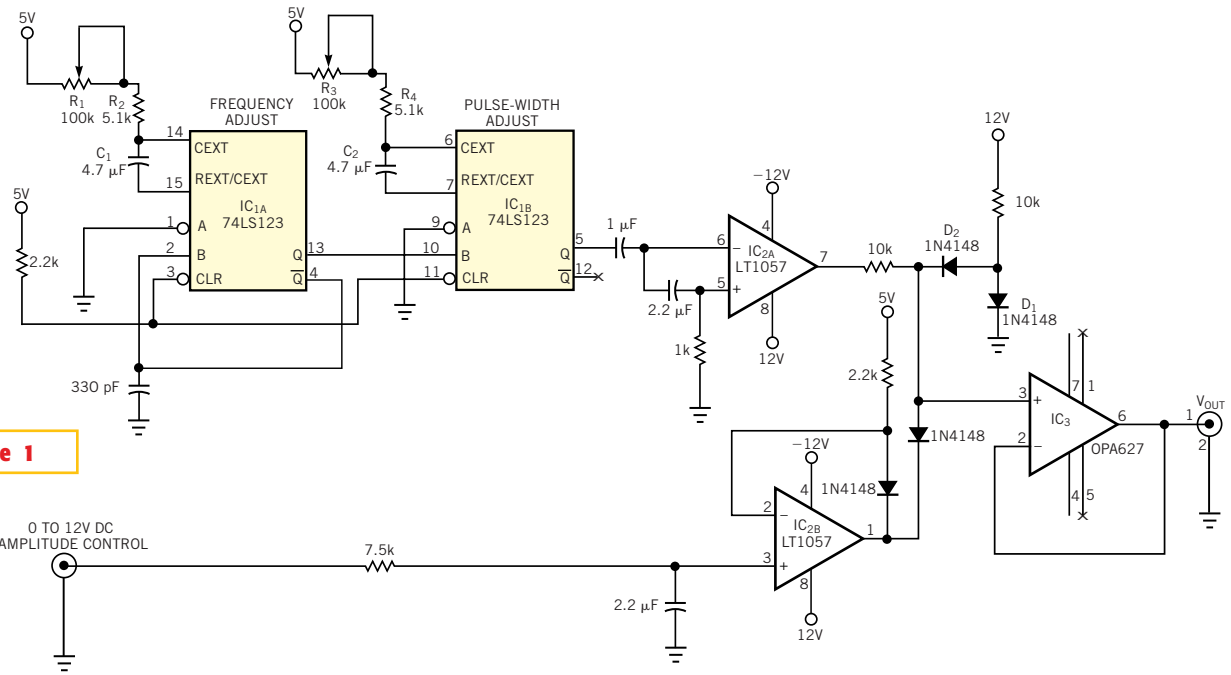 5V
R1
100k
R2
5.1k
C1
4.7 µF
FREQUENCY
ADJUST
14
CEXT
15
REXT/CEXT
IC1A
74LS123
1
A
2
B
3
CLR
Q
13
Q
4
5V
2.2k
330 pF
5V
R3
100k
R4
5.1k
C2
4.7 µF
PULSE-WIDTH
ADJUST
6
CEXT
7
REXT/CEXT
IC1B
74LS123
9
A
10
B
11
CLR
Q
5
Q
12
1 µF
2.2 µF
1k
−12V
4
6
−
IC2A
LT1057
5
+
7
8
12V
10k
D2
1N4148
12V
10k
D1
1N4148
5V
2.2k
1N4148
1N4148
−12V
4
2
−
IC2B
LT1057
3
+
1
8
12V
3
+
IC3
2
−
OPA627
7
1
6
4
5
VOUT
1
2
e 1
0 TO 12V DC
AMPLITUDE CONTROL
7.5k
2.2 µF